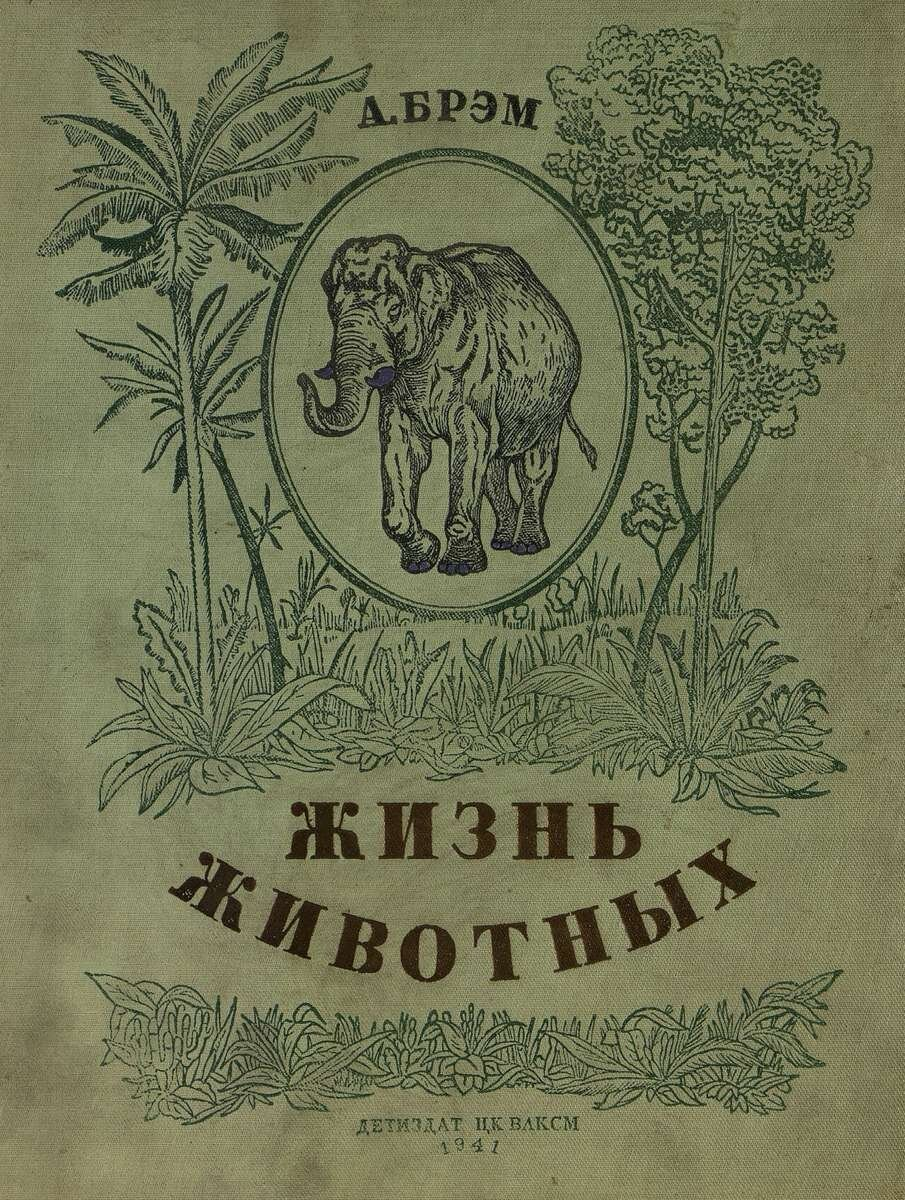 А. БРЭМ
ЖИЗНЬ
ЖИВОТНЫХ
ДЕТИЗДАТ ЦК ВЛКСМ
1941